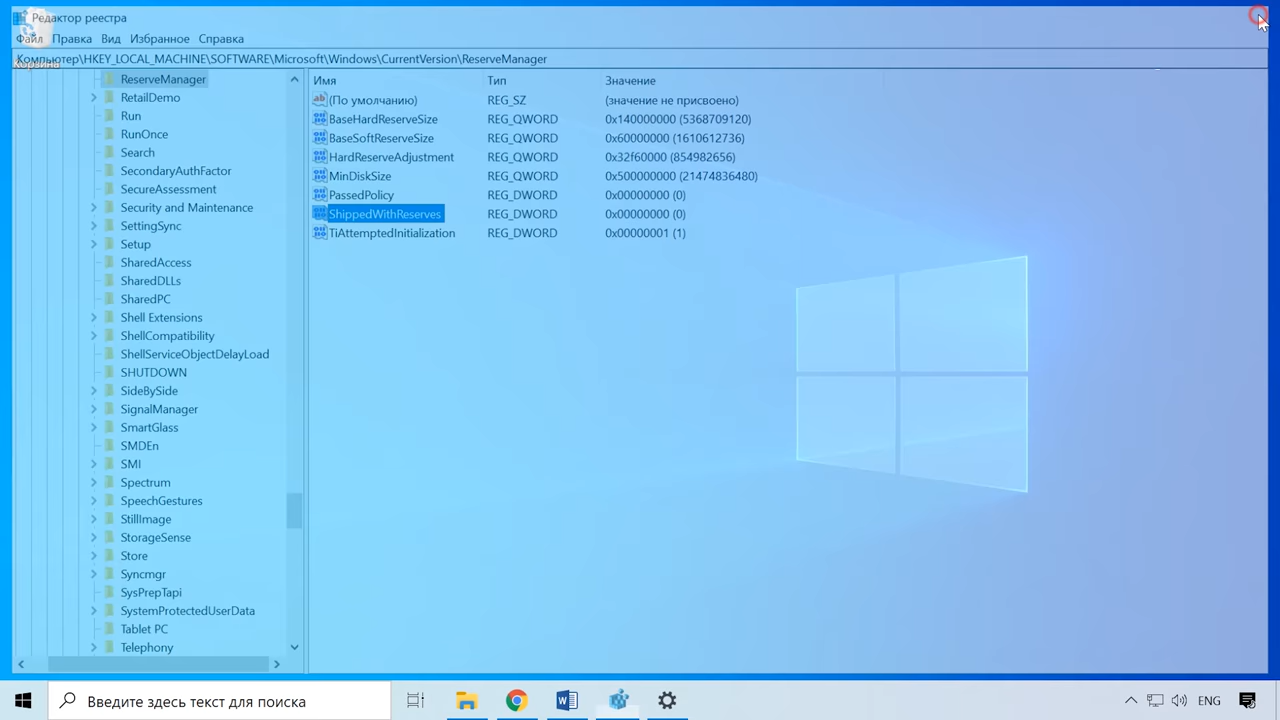 Редактор реестра
Файл Правка Вид Избранное Справка
Корзина
Компьютер\HKEY_LOCAL_MACHINE\SOFTWARE\Microsoft\Windows\CurrentVersion\ReserveManager
ReserveManager
RetailDemo
Run
RunOnce
Search
SecondaryAuthFactor
SecureAssessment
Security and Maintenance
SettingSync
Setup
SharedAccess
SharedDLLs
SharedPC
Shell Extensions
ShellCompatibility
ShellServiceObjectDelayLoad
SHUTDOWN
SideBySide
SignalManager
SmartGlass
SMDEn
SMI
Spectrum
SpeechGestures
StillImage
StorageSense
Store
Syncmgr
SysPrepTapi
SystemProtectedUserData
Tablet PC
Telephony
Имя Тип Значение
(По умолчанию) REG_SZ (значение не присвоено)
BaseHardReserveSize REG_QWORD 0x140000000 (5368709120)
BaseSoftReserveSize REG_QWORD 0x60000000 (1610612736)
HardReserveAdjustment REG_QWORD 0x32f60000 (854982656)
MinDiskSize REG_QWORD 0x500000000 (21474836480)
PassedPolicy REG_DWORD 0x00000000 (0)
ShippedWithReserves REG_DWORD 0x00000000 (0)
TiAttemptedInitialization REG_DWORD 0x00000001 (1)
Введите здесь текст для поиска
ENG